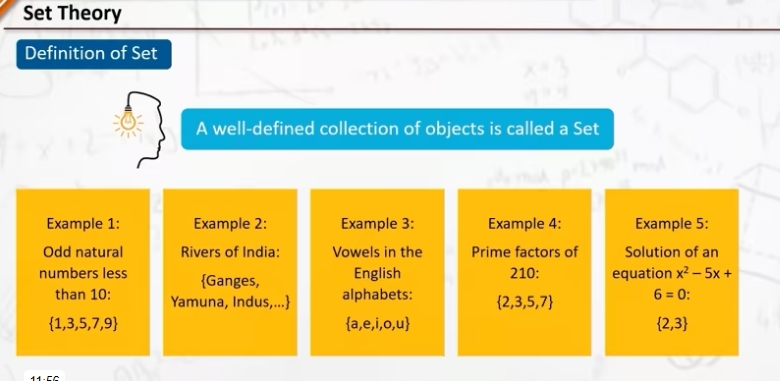 Set Theory
Definition of Set
A well-defined collection of objects is called a Set
Example 1:
Odd natural
numbers less
than 10:
{1,3,5,7,9}
Example 2:
Rivers of India:
{Ganges,
Yamuna, Indus,...}
Example 3:
Vowels in the
English
alphabets:
{a,e,i,o,u}
Example 4:
Prime factors of
210:
{2,3,5,7}
Example 5:
Solution of an
equation x² – 5x +
6 = 0:
{2,3}
11:56